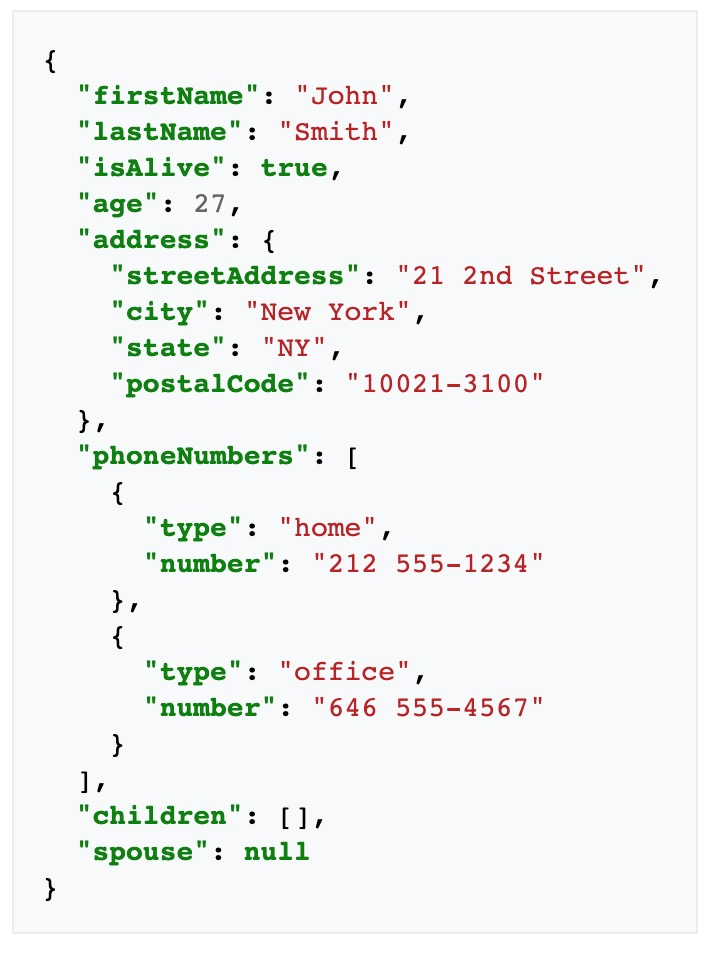 {
  "firstName": "John",
  "lastName": "Smith",
  "isAlive": true,
  "age": 27,
  "address": {
    "streetAddress": "21 2nd Street",
    "city": "New York",
    "state": "NY",
    "postalCode": "10021-3100"
  },
  "phoneNumbers": [
    {
      "type": "home",
      "number": "212 555-1234"
    },
    {
      "type": "office",
      "number": "646 555-4567"
    }
  ],
  "children": [],
  "spouse": null
}